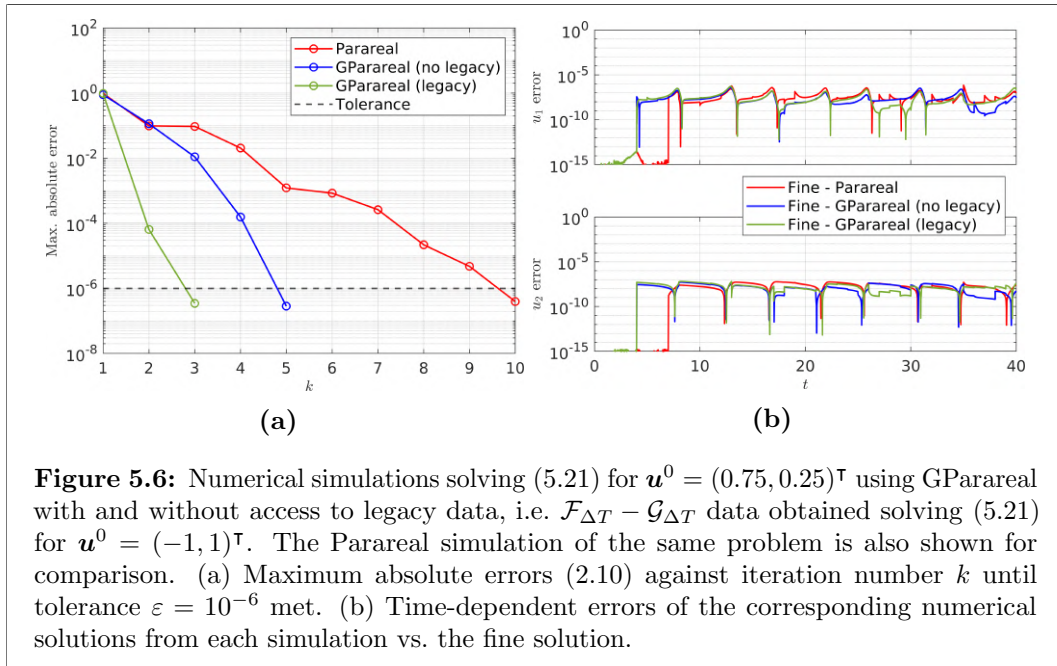 10^2
10^0
10^-2
10^-4
10^-6
10^-8
Max. absolute error
Parareal
GParareal (no legacy)
GParareal (legacy)
Tolerance
1 2 3 4 5 6 7 8 9 10
k
(a)
10^0
10^-5
10^-10
10^-15
u_1 error
Fine - Parareal
Fine - GParareal (no legacy)
Fine - GParareal (legacy)
10^0
10^-5
10^-10
10^-15
u_2 error
0 10 20 30 40
t
(b)
Figure 5.6: Numerical simulations solving (5.21) for u^0 = (0.75, 0.25)^⊺ using GParareal
with and without access to legacy data, i.e. ℱ_ΔT − 𝒢_ΔT data obtained solving (5.21)
for u^0 = (−1, 1)^⊺. The Parareal simulation of the same problem is also shown for
comparison. (a) Maximum absolute errors (2.10) against iteration number k until
tolerance ε = 10^−6 met. (b) Time-dependent errors of the corresponding numerical
solutions from each simulation vs. the fine solution.